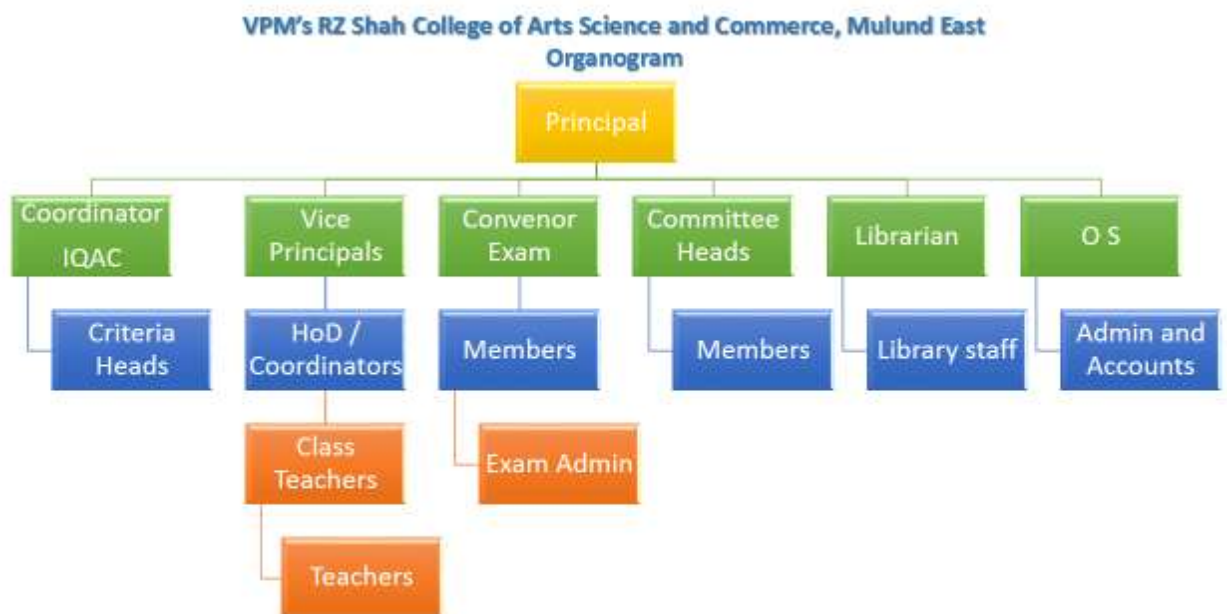 VPM's RZ Shah College of Arts Science and Commerce, Mulund East
Organogram
Principal
Coordinator
IQAC
Vice
Principals
Convenor
Exam
Committee
Heads
Librarian
O S
Criteria
Heads
HoD /
Coordinators
Members
Members
Library staff
Admin and
Accounts
Class
Teachers
Exam Admin
Teachers